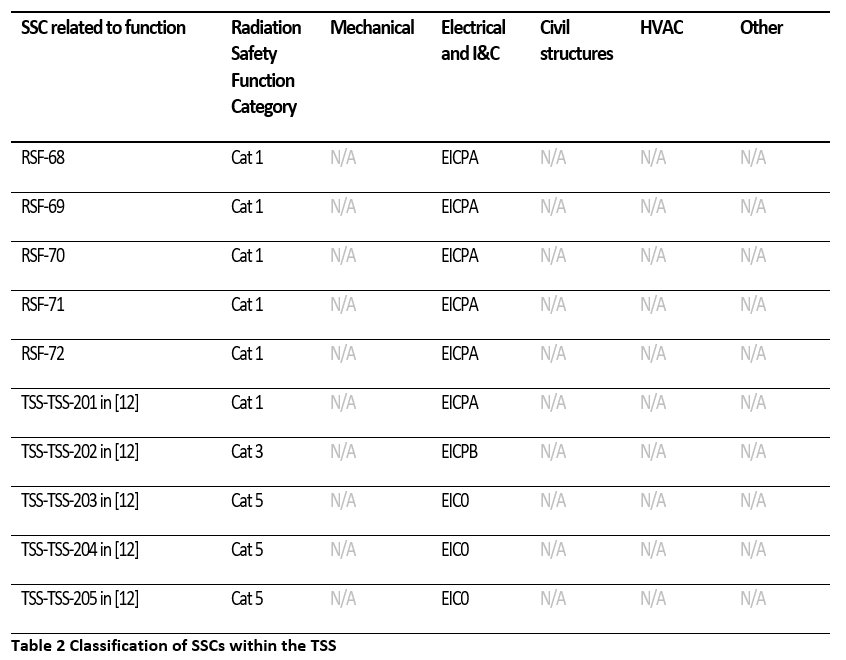 SSC related to function Radiation Safety Function Category Mechanical Electrical and I&C Civil structures HVAC Other
RSF-68 Cat 1 N/A EICPA N/A N/A N/A
RSF-69 Cat 1 N/A EICPA N/A N/A N/A
RSF-70 Cat 1 N/A EICPA N/A N/A N/A
RSF-71 Cat 1 N/A EICPA N/A N/A N/A
RSF-72 Cat 1 N/A EICPA N/A N/A N/A
TSS-TSS-201 in [12] Cat 1 N/A EICPA N/A N/A N/A
TSS-TSS-202 in [12] Cat 3 N/A EICPB N/A N/A N/A
TSS-TSS-203 in [12] Cat 5 N/A EIC0 N/A N/A N/A
TSS-TSS-204 in [12] Cat 5 N/A EIC0 N/A N/A N/A
TSS-TSS-205 in [12] Cat 5 N/A EIC0 N/A N/A N/A
Table 2 Classification of SSCs within the TSS